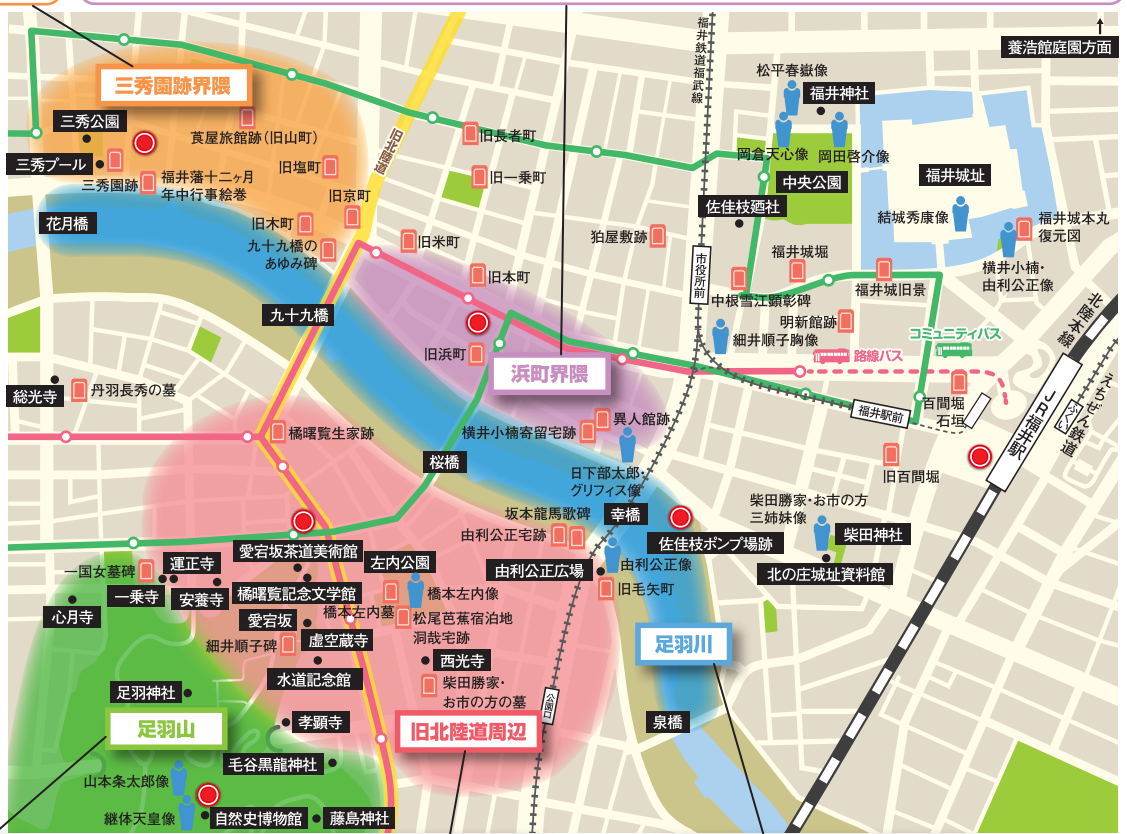 養浩館庭園方面
福井鉄道福武線
三秀園跡界隈
松平春嶽像
福井神社
三秀公園
莨屋旅館跡(旧山町)
旧北陸道
旧長者町
岡倉天心像
岡田啓介像
三秀プール
三秀園跡
福井藩十二ヶ月
年中行事絵巻
旧塩町
旧一乗町
中央公園
福井城址
旧京町
佐佳枝廼社
結城秀康像
福井城本丸
復元図
花月橋
旧木町
九十九橋の
あゆみ碑
旧米町
狛屋敷跡
市役所前
福井城堀
横井小楠・
由利公正像
旧本町
中根雪江顕彰碑
福井城旧景
北陸本線
九十九橋
明新館跡
細井順子胸像
コミュニティバス
路線バス
旧浜町
浜町界隈
総光寺
丹羽長秀の墓
百間堀
石垣
福井駅前
JR福井駅
ふくい
えちぜん鉄道
橘曙覧生家跡
横井小楠寄留宅跡
異人館跡
桜橋
日下部太郎・
グリフィス像
旧百間堀
坂本龍馬歌碑
幸橋
柴田勝家・お市の方
三姉妹像
柴田神社
由利公正宅跡
佐佳枝ポンプ場跡
愛宕坂茶道美術館
左内公園
由利公正広場
由利公正像
北の庄城址資料館
一国女墓碑
運正寺
一乗寺
安養寺
橘曙覧記念文学館
橋本左内像
旧毛矢町
心月寺
愛宕坂
橋本左内墓
松尾芭蕉宿泊地
洞哉宅跡
細井順子碑
虚空蔵寺
足羽川
西光寺
水道記念館
柴田勝家・
お市の方の墓
足羽神社
公園口
足羽山
孝顕寺
旧北陸道周辺
泉橋
毛谷黒龍神社
山本条太郎像
継体天皇像
自然史博物館
藤島神社